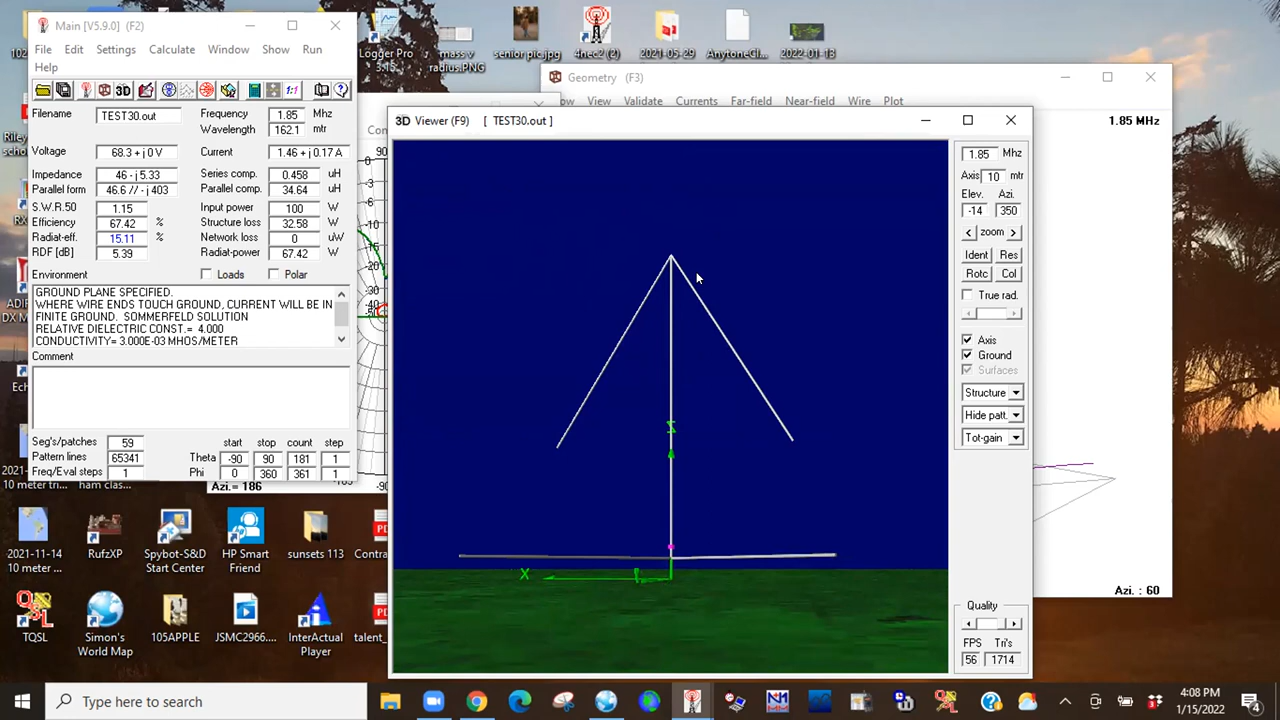 Main [V5.9.0] (F2)
File Edit Settings Calculate Window Show Run
Help
3D
1:1
Filename TEST30.out
Frequency 1.85 Mhz
Wavelength 162.1 mtr
Voltage 68.3 + j 0 V
Current 1.46 + j 0.17 A
Impedance 46 - j 5.33
Series comp. 0.458 uH
Parallel form 46.6 // - j 403
Parallel comp. 34.64 uH
S.W.R.50 1.15
Input power 100 W
Efficiency 67.42 %
Structure loss 32.58 W
Radiat-eff. 15.11 %
Network loss 0 uW
RDF [dB] 5.39
Radiat-power 67.42 W
Environment Loads Polar
GROUND PLANE SPECIFIED.
WHERE WIRE ENDS TOUCH GROUND, CURRENT WILL BE IN
FINITE GROUND. SOMMERFELD SOLUTION
RELATIVE DIELECTRIC CONST.= 4.000
CONDUCTIVITY= 3.000E-03 MHOS/METER
Comment
Seg's/patches 59
start stop count step
Pattern lines 65341
Theta -90 90 181 1
Freq/Eval steps 1
Phi 0 360 361 1
Logger Pro
3.15
mass v
radius.PNG
senior pic.jpg
4nec2 (2)
2021-05-29
AnytoneCl...
2022-01-13
Geometry (F3)
View Validate Currents Far-field Near-field Wire Plot
1.85 MHz
Azi. : 60
Azi.= 186
3D Viewer (F9) [ TEST30.out ]
Z
X
1.85 Mhz
Axis 10 mtr
Elev. Azi.
-14 350
< zoom >
Ident Res
Rotc Col
True rad.
Axis
Ground
Surfaces
Structure
Hide patt.
Tot-gain
Quality
FPS Tri's
56 1714
2021-11-14
10 meter ...
RufzXP
Spybot-S&D
Start Center
HP Smart
Friend
sunsets 113
TQSL
Simon's
World Map
105APPLE
JSMC2966...
InterActual
Player
Type here to search
4:08 PM
1/15/2022
4